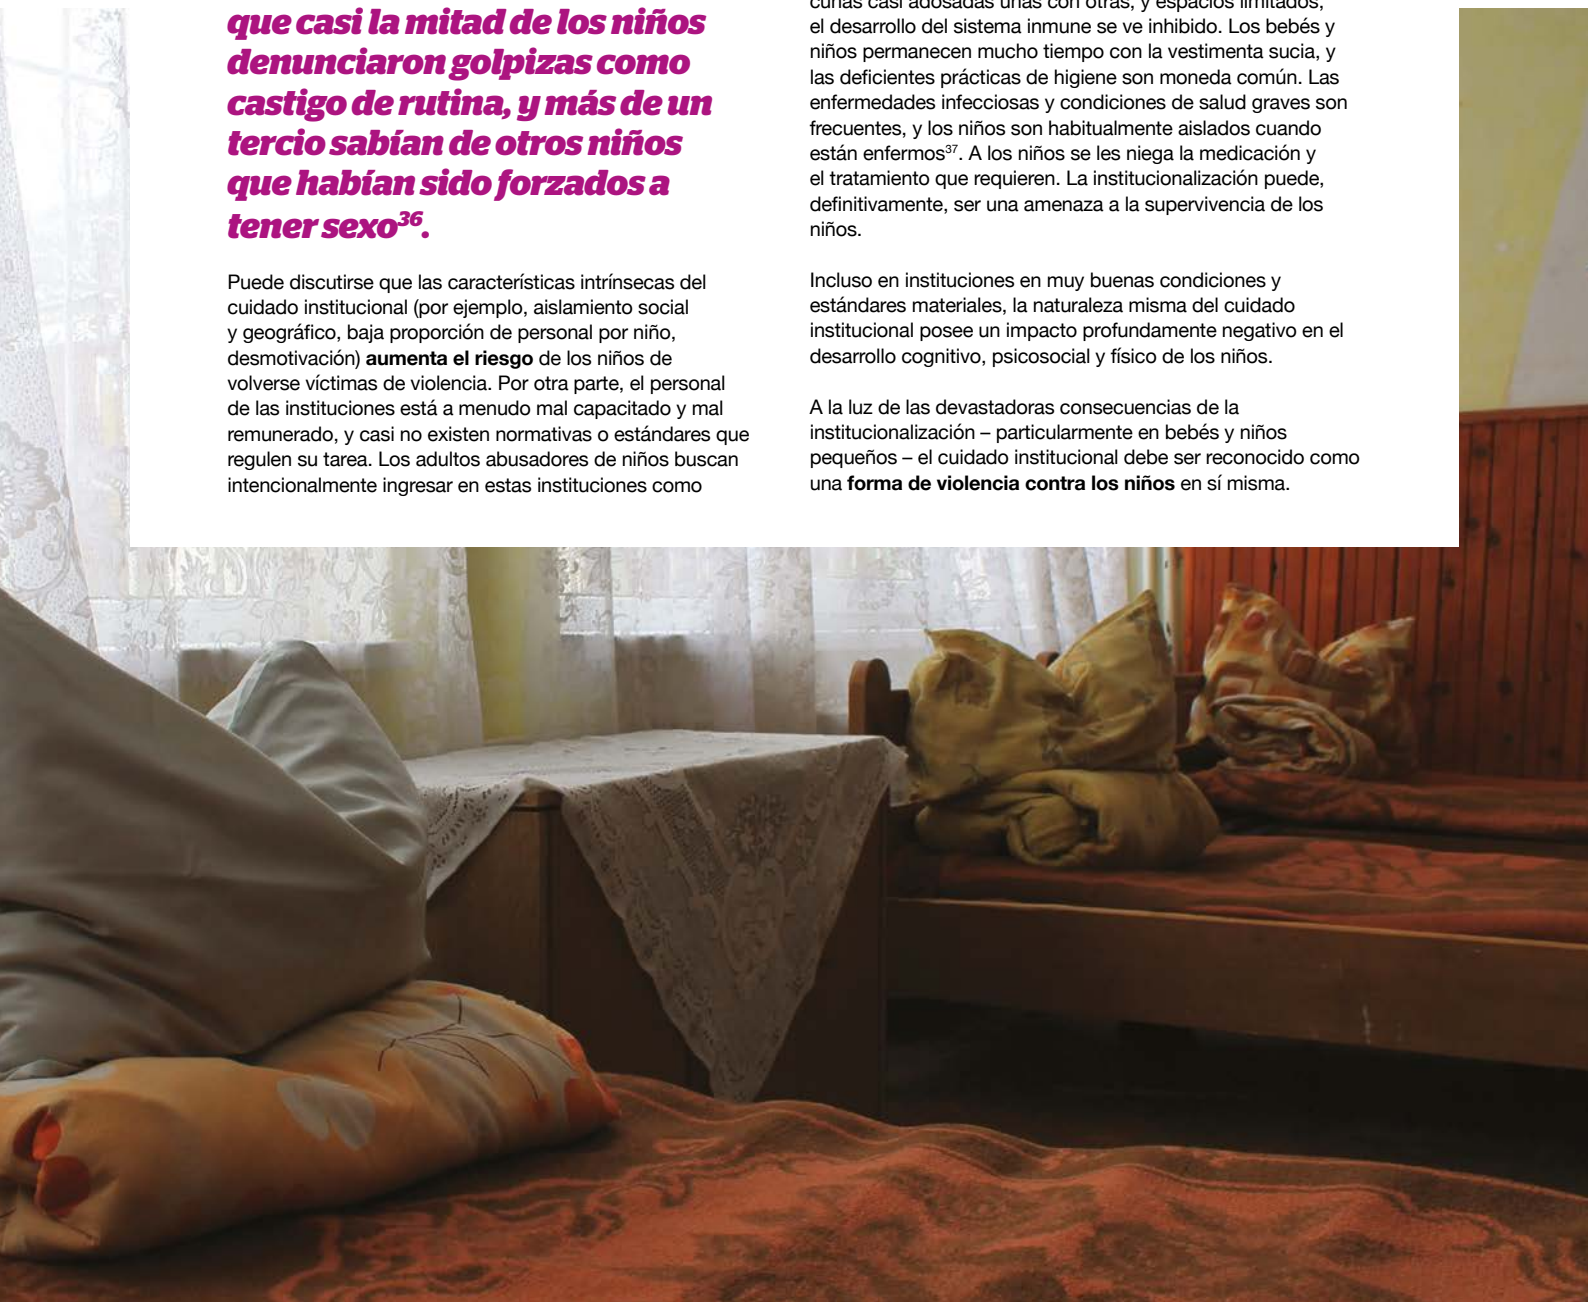 que casi la mitad de los niños
denunciaron golpizas como
castigo de rutina, y más de un
tercio sabían de otros niños
que habían sido forzados a
tener sexo³⁶.
Puede discutirse que las características intrínsecas del
cuidado institucional (por ejemplo, aislamiento social
y geográfico, baja proporción de personal por niño,
desmotivación) aumenta el riesgo de los niños de
volverse víctimas de violencia. Por otra parte, el personal
de las instituciones está a menudo mal capacitado y mal
remunerado, y casi no existen normativas o estándares que
regulen su tarea. Los adultos abusadores de niños buscan
intencionalmente ingresar en estas instituciones como
cunas casi adosadas unas con otras, y espacios limitados,
el desarrollo del sistema inmune se ve inhibido. Los bebés y
niños permanecen mucho tiempo con la vestimenta sucia, y
las deficientes prácticas de higiene son moneda común. Las
enfermedades infecciosas y condiciones de salud graves son
frecuentes, y los niños son habitualmente aislados cuando
están enfermos³⁷. A los niños se les niega la medicación y
el tratamiento que requieren. La institucionalización puede,
definitivamente, ser una amenaza a la supervivencia de los
niños.
Incluso en instituciones en muy buenas condiciones y
estándares materiales, la naturaleza misma del cuidado
institucional posee un impacto profundamente negativo en el
desarrollo cognitivo, psicosocial y físico de los niños.
A la luz de las devastadoras consecuencias de la
institucionalización – particularmente en bebés y niños
pequeños – el cuidado institucional debe ser reconocido como
una forma de violencia contra los niños en sí misma.